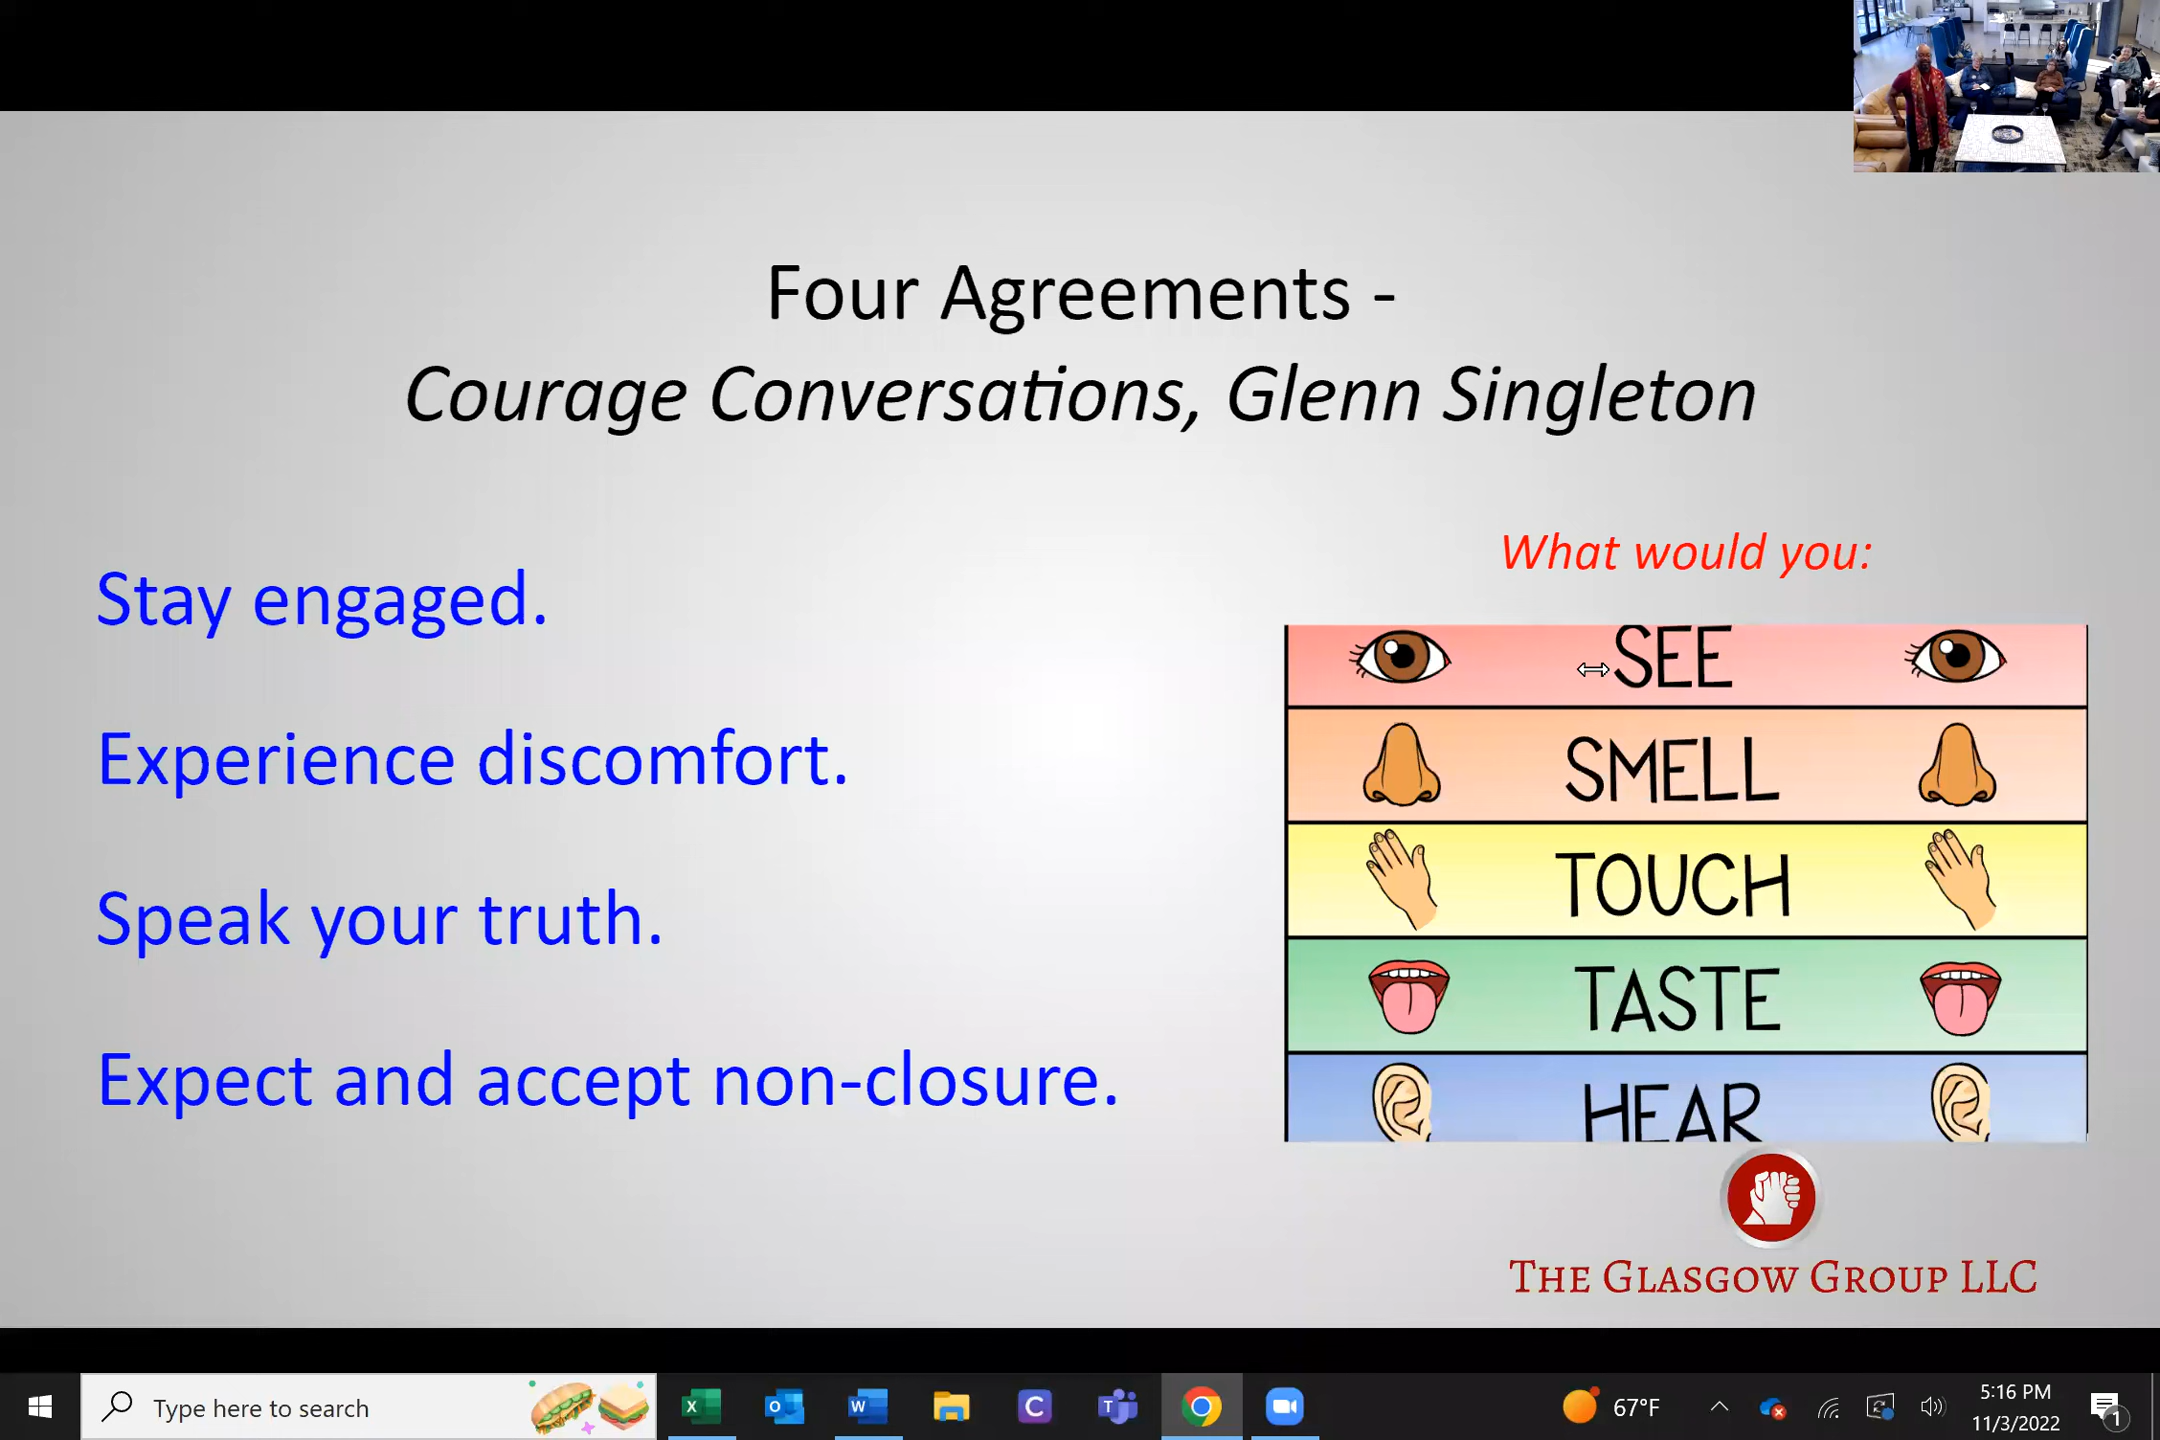 Four Agreements -
Courage Conversations, Glenn Singleton
Stay engaged.
Experience discomfort.
Speak your truth.
Expect and accept non-closure.
What would you:
SEE
SMELL
TOUCH
TASTE
HEAR
THE GLASGOW GROUP LLC
Type here to search
67°F
5:16 PM
11/3/2022
1